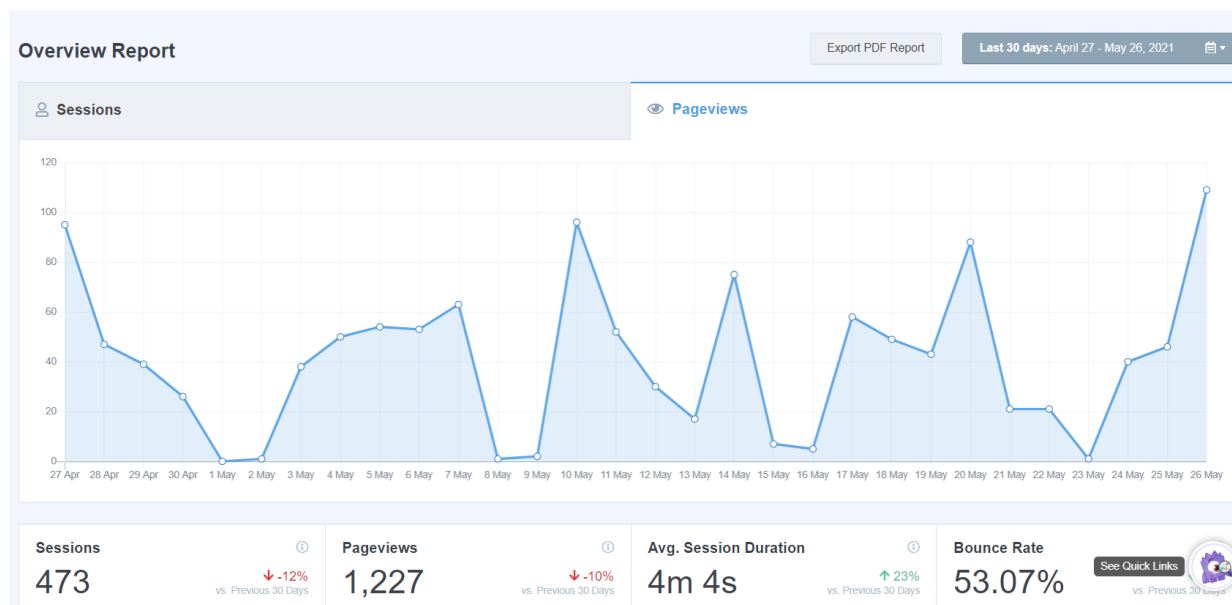 Overview Report
Export PDF Report
Last 30 days: April 27 - May 26, 2021
Sessions
Pageviews
120
100
80
60
40
20
0
27 Apr 28 Apr 29 Apr 30 Apr 1 May 2 May 3 May 4 May 5 May 6 May 7 May 8 May 9 May 10 May 11 May 12 May 13 May 14 May 15 May 16 May 17 May 18 May 19 May 20 May 21 May 22 May 23 May 24 May 25 May 26 May
Sessions
473
-12%
vs. Previous 30 Days
Pageviews
1,227
-10%
vs. Previous 30 Days
Avg. Session Duration
4m 4s
23%
vs. Previous 30 Days
Bounce Rate
53.07%
See Quick Links
vs. Previous 30